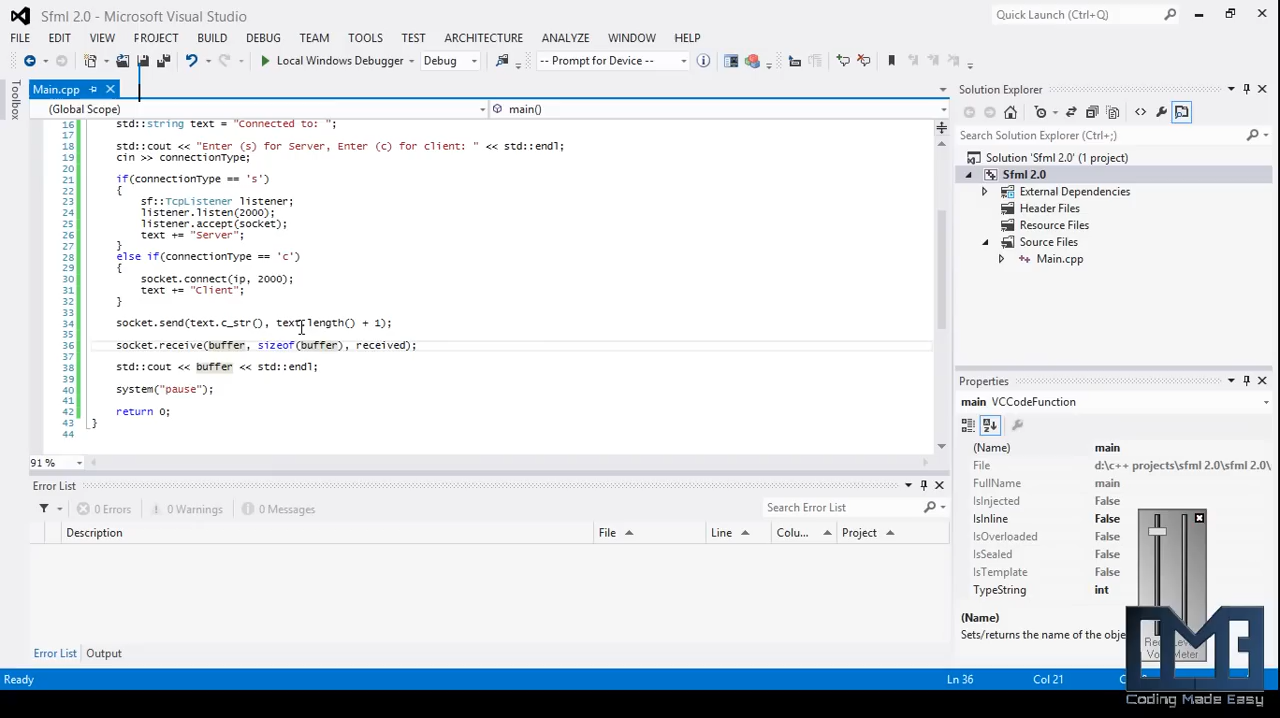 Sfml 2.0 - Microsoft Visual Studio
Quick Launch (Ctrl+Q)
FILE EDIT VIEW PROJECT BUILD DEBUG TEAM TOOLS TEST ARCHITECTURE ANALYZE WINDOW HELP
Local Windows Debugger Debug -- Prompt for Device --
Toolbox
Main.cpp
(Global Scope) main()
16 std::string text = "Connected to: ";
17
18 std::cout << "Enter (s) for Server, Enter (c) for client: " << std::endl;
19 cin >> connectionType;
20
21 if(connectionType == 's')
22 {
23 sf::TcpListener listener;
24 listener.listen(2000);
25 listener.accept(socket);
26 text += "Server";
27 }
28 else if(connectionType == 'c')
29 {
30 socket.connect(ip, 2000);
31 text += "Client";
32 }
33
34 socket.send(text.c_str(), text.length() + 1);
35
36 socket.receive(buffer, sizeof(buffer), received);
37
38 std::cout << buffer << std::endl;
39
40 system("pause");
41
42 return 0;
43 }
44
91 %
Error List
0 Errors 0 Warnings 0 Messages
Search Error List
Description File Line Colu... Project
Error List Output
Solution Explorer
Search Solution Explorer (Ctrl+;)
Solution 'Sfml 2.0' (1 project)
Sfml 2.0
External Dependencies
Header Files
Resource Files
Source Files
Main.cpp
Properties
main VCCodeFunction
(Name) main
File d:\c++ projects\sfml 2.0\sfml 2.0\
FullName main
IsInjected False
IsInline False
IsOverloaded False
IsSealed False
IsTemplate False
TypeString int
(Name)
Sets/returns the name of the obje
CME
Coding Made Easy
Ready Ln 36 Col 21